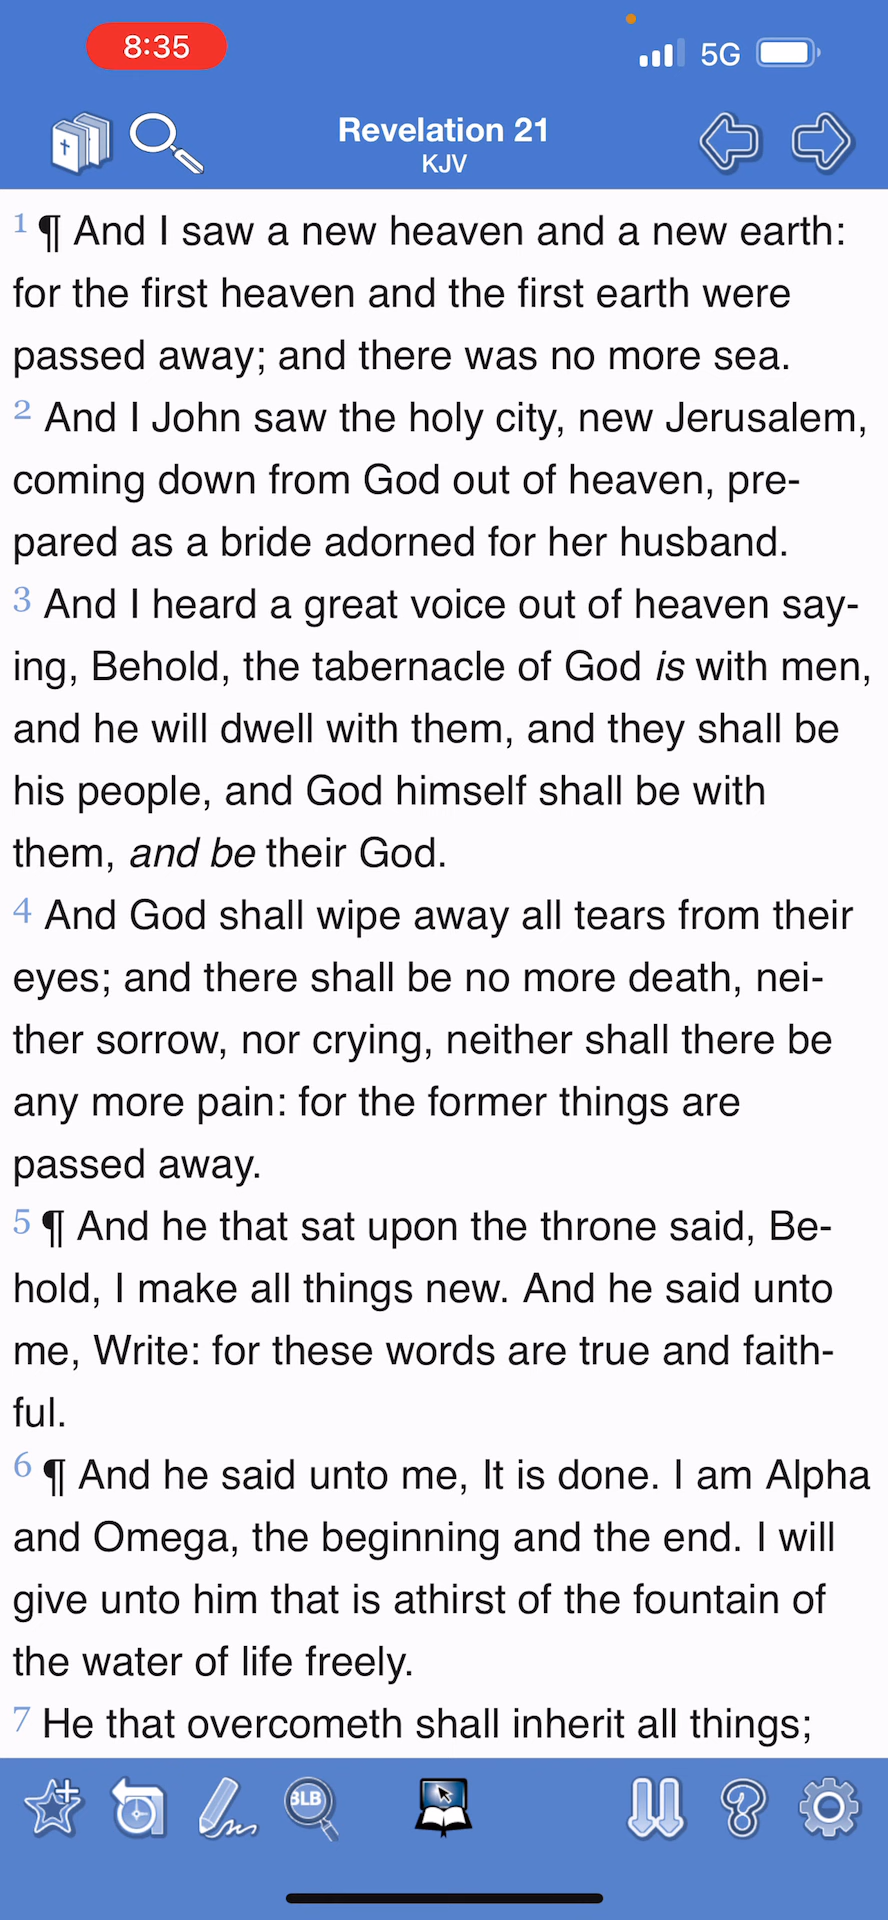 8:35
5G
Revelation 21
KJV
1 ¶ And I saw a new heaven and a new earth:
for the first heaven and the first earth were
passed away; and there was no more sea.
2 And I John saw the holy city, new Jerusalem,
coming down from God out of heaven, pre-
pared as a bride adorned for her husband.
3 And I heard a great voice out of heaven say-
ing, Behold, the tabernacle of God is with men,
and he will dwell with them, and they shall be
his people, and God himself shall be with
them, and be their God.
4 And God shall wipe away all tears from their
eyes; and there shall be no more death, nei-
ther sorrow, nor crying, neither shall there be
any more pain: for the former things are
passed away.
5 ¶ And he that sat upon the throne said, Be-
hold, I make all things new. And he said unto
me, Write: for these words are true and faith-
ful.
6 ¶ And he said unto me, It is done. I am Alpha
and Omega, the beginning and the end. I will
give unto him that is athirst of the fountain of
the water of life freely.
7 He that overcometh shall inherit all things;
BLB